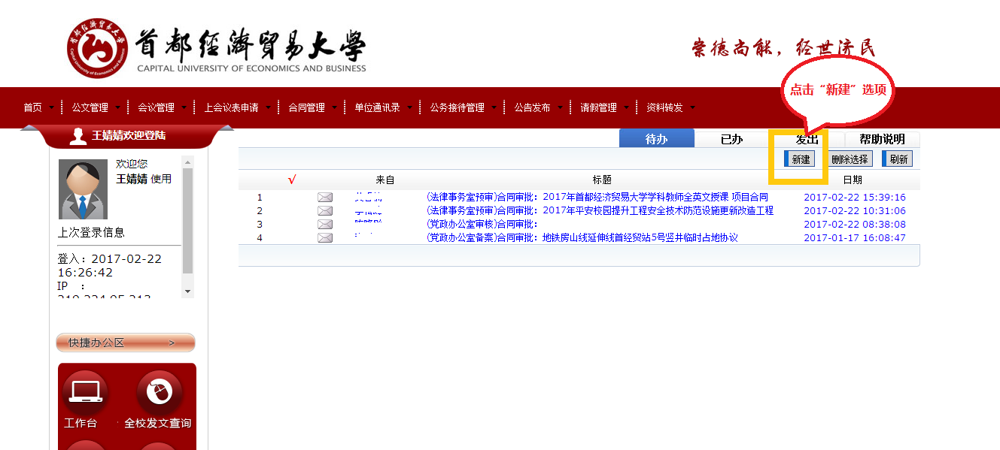 首都經濟貿易大學
CAPITAL UNIVERSITY OF ECONOMICS AND BUSINESS
崇德尚能，经世济民
点击“新建”选项
首页 公文管理 会议管理 上会议表申请 合同管理 单位通讯录 公务接待管理 公告发布 请假管理 资料转发
王婧婧欢迎登陆
待办 已办 发出 帮助说明
新建 删除选择 刷新
欢迎您
王婧婧 使用
上次登录信息
登入：2017-02-22
16:26:42
IP ：
√ 来自 标题 日期
1 (法律事务室预审)合同审批：2017年首都经济贸易大学学科教师全英文授课 项目合同 2017-02-22 15:39:16
2 (法律事务室预审)合同审批：2017年平安校园提升工程安全技术防范设施更新改造工程 2017-02-22 10:31:06
3 (党政办公室审核)合同审批： 2017-02-22 08:38:08
4 (党政办公室备案)合同审批：地铁房山线延伸线首经贸站5号竖井临时占地协议 2017-01-17 16:08:47
快捷办公区 >
工作台 · 全校发文查询